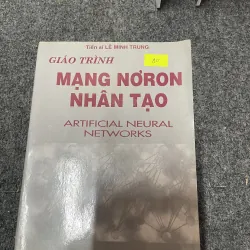 Tiến sĩ LÊ MINH TRUNG
GIÁO TRÌNH
MẠNG NƠRON
NHÂN TẠO
ARTIFICIAL NEURAL
NETWORKS